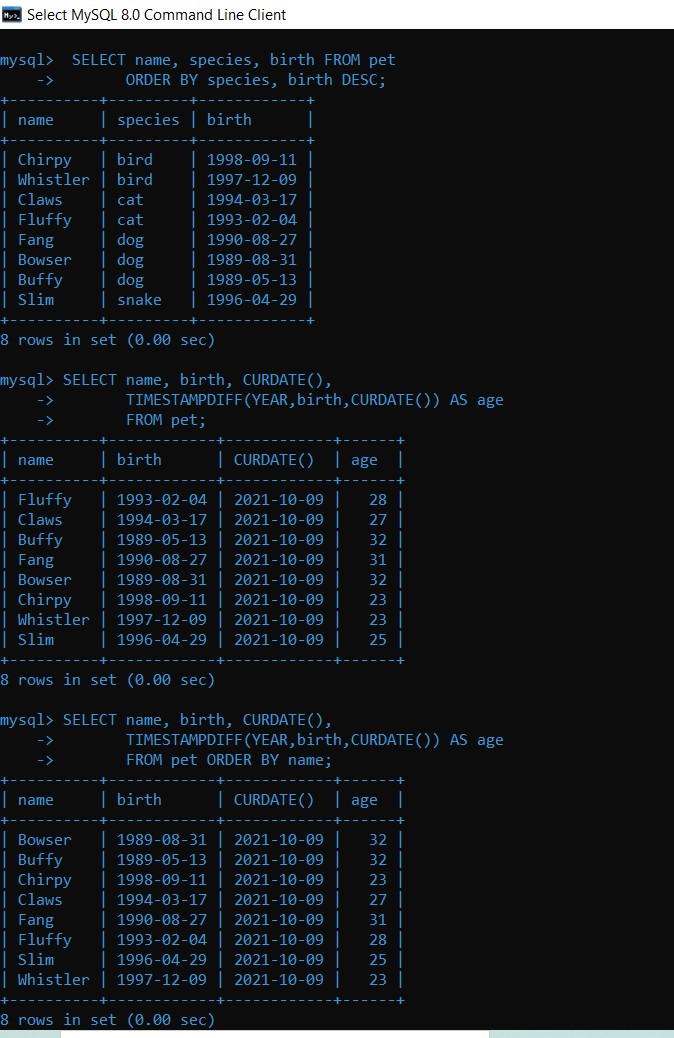 Select MySQL 8.0 Command Line Client
mysql>  SELECT name, species, birth FROM pet
    ->        ORDER BY species, birth DESC;
+----------+---------+------------+
| name     | species | birth      |
+----------+---------+------------+
| Chirpy   | bird    | 1998-09-11 |
| Whistler | bird    | 1997-12-09 |
| Claws    | cat     | 1994-03-17 |
| Fluffy   | cat     | 1993-02-04 |
| Fang     | dog     | 1990-08-27 |
| Bowser   | dog     | 1989-08-31 |
| Buffy    | dog     | 1989-05-13 |
| Slim     | snake   | 1996-04-29 |
+----------+---------+------------+
8 rows in set (0.00 sec)
mysql> SELECT name, birth, CURDATE(),
    ->        TIMESTAMPDIFF(YEAR,birth,CURDATE()) AS age
    ->        FROM pet;
+----------+------------+------------+------+
| name     | birth      | CURDATE()  | age  |
+----------+------------+------------+------+
| Fluffy   | 1993-02-04 | 2021-10-09 |   28 |
| Claws    | 1994-03-17 | 2021-10-09 |   27 |
| Buffy    | 1989-05-13 | 2021-10-09 |   32 |
| Fang     | 1990-08-27 | 2021-10-09 |   31 |
| Bowser   | 1989-08-31 | 2021-10-09 |   32 |
| Chirpy   | 1998-09-11 | 2021-10-09 |   23 |
| Whistler | 1997-12-09 | 2021-10-09 |   23 |
| Slim     | 1996-04-29 | 2021-10-09 |   25 |
+----------+------------+------------+------+
8 rows in set (0.00 sec)
mysql> SELECT name, birth, CURDATE(),
    ->        TIMESTAMPDIFF(YEAR,birth,CURDATE()) AS age
    ->        FROM pet ORDER BY name;
+----------+------------+------------+------+
| name     | birth      | CURDATE()  | age  |
+----------+------------+------------+------+
| Bowser   | 1989-08-31 | 2021-10-09 |   32 |
| Buffy    | 1989-05-13 | 2021-10-09 |   32 |
| Chirpy   | 1998-09-11 | 2021-10-09 |   23 |
| Claws    | 1994-03-17 | 2021-10-09 |   27 |
| Fang     | 1990-08-27 | 2021-10-09 |   31 |
| Fluffy   | 1993-02-04 | 2021-10-09 |   28 |
| Slim     | 1996-04-29 | 2021-10-09 |   25 |
| Whistler | 1997-12-09 | 2021-10-09 |   23 |
+----------+------------+------------+------+
8 rows in set (0.00 sec)